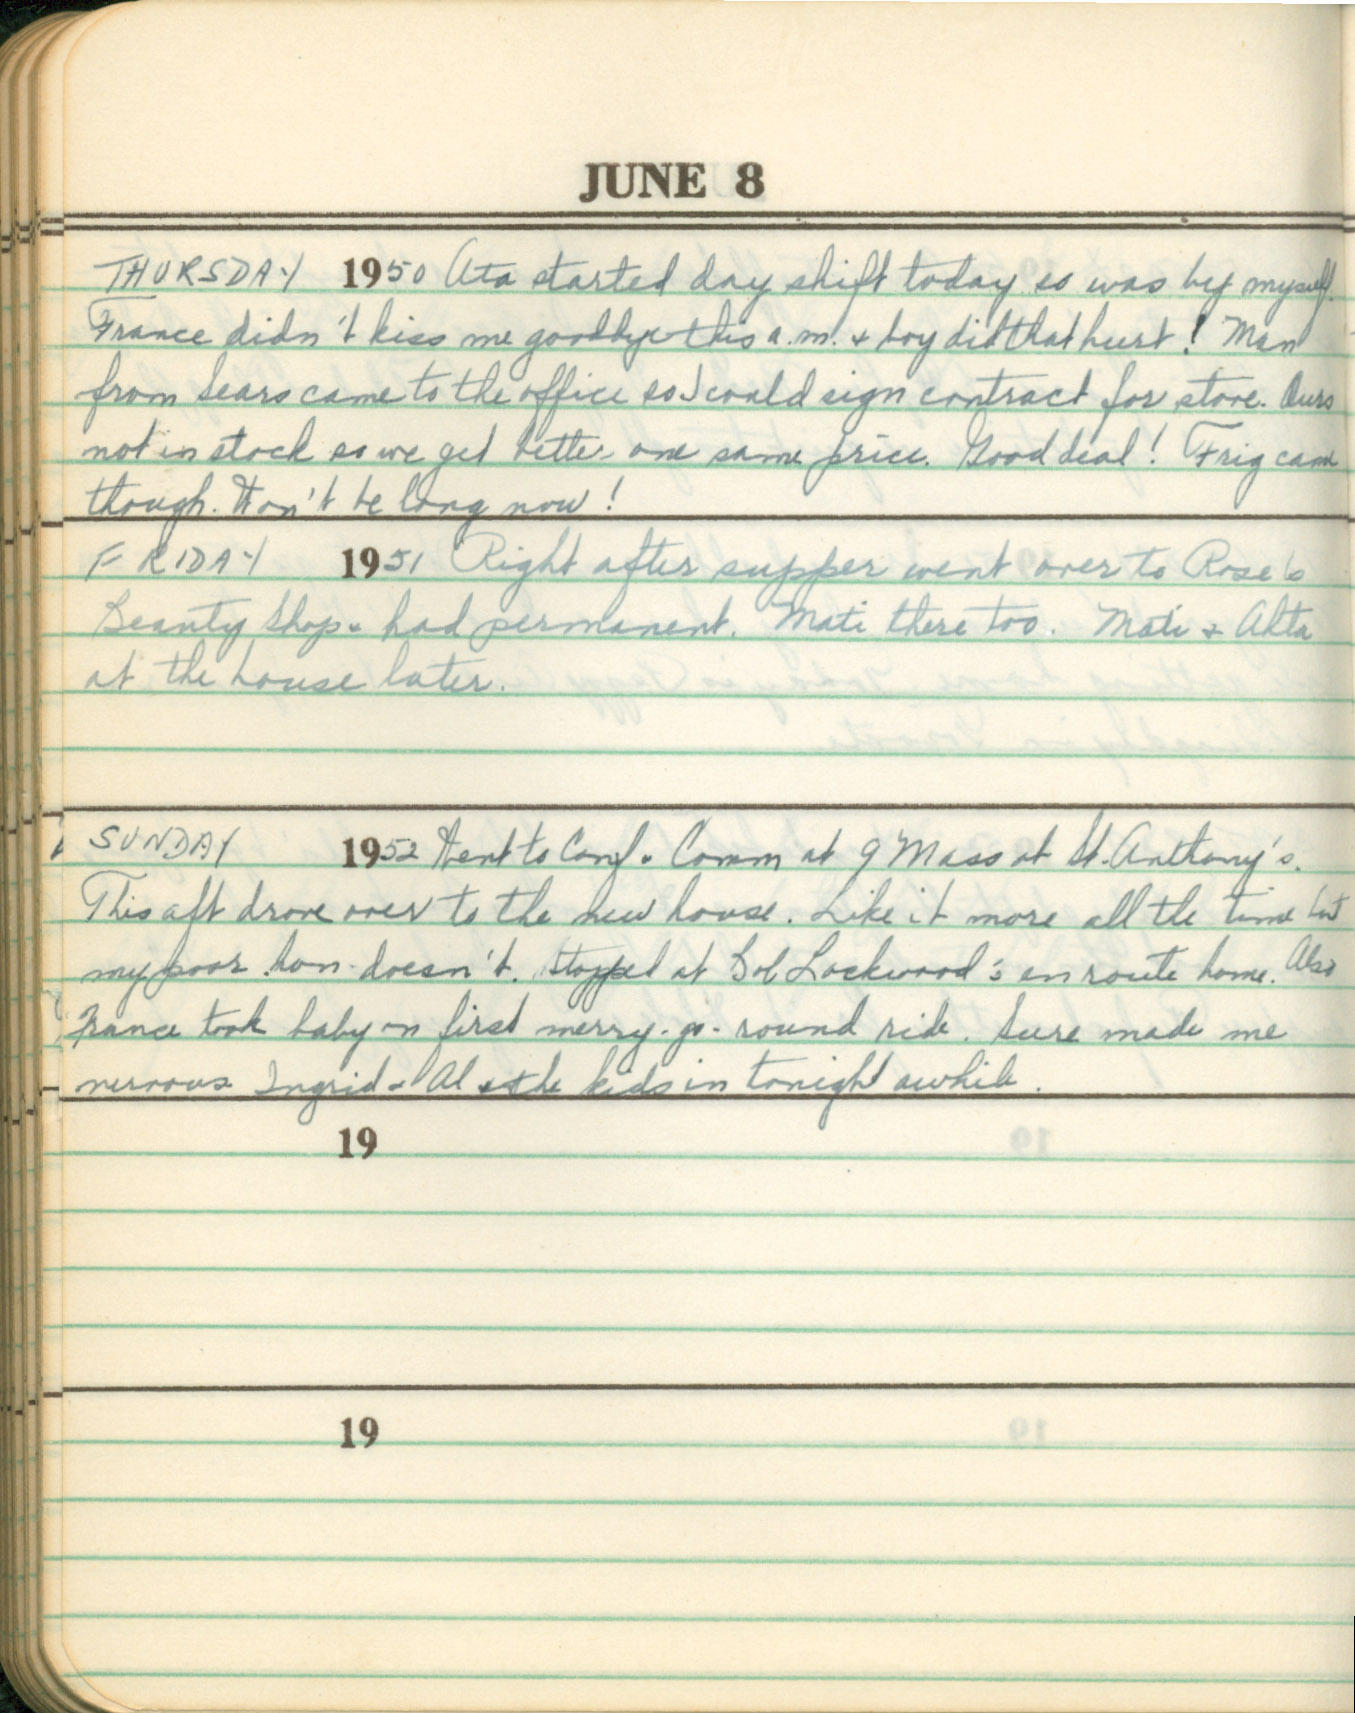 JUNE 8
THURSDAY 1950 Ata started day shift today so was by myself.
France didn't kiss me goodbye this a.m. + boy did that hurt! Man
from Sears came to the office so I could sign contract for stove. Ours
not in stock so we get better one same price. Good deal! Frig came
though. Won't be long now!
FRIDAY 1951 Right after supper went over to Rose's
Beauty Shop + had permanent. Mati there too. Mati + Ahta
at the house later.
SUNDAY 1952 Went to Conf + Comm at 9 Mass at St. Anthony's.
This aft drove over to the new house. Like it more all the time but
my poor hon doesn't. Stopped at Bob Lockwood's enroute home. Also
France took baby on first merry-go-round ride. Sure made me
nervous Ingrid + Al + the kids in tonight awhile.
19
19